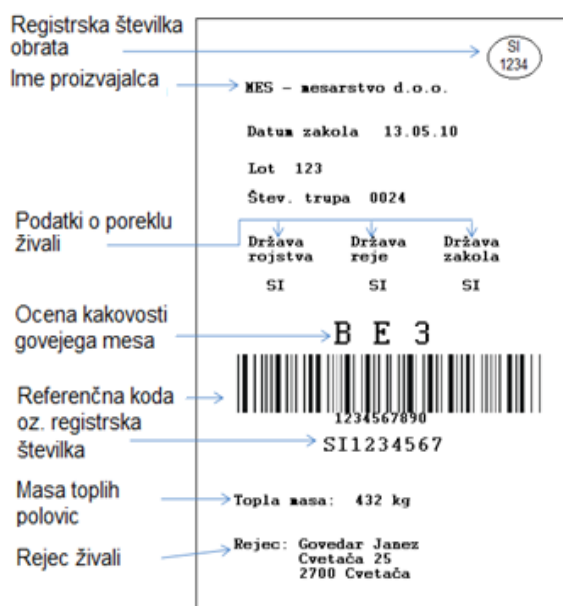 Registrska številka
obrata
SI
1234
Ime proizvajalca
MES - mesarstvo d.o.o.
Datum zakola 13.05.10
Lot 123
Štev. trupa 0024
Podatki o poreklu
živali
Država rojstva
Država reje
Država zakola
SI SI SI
Ocena kakovosti
govejega mesa
B E 3
Referenčna koda
oz. registrska
številka
1234567890
SI1234567
Masa toplih
polovic
Topla masa: 432 kg
Rejec živali
Rejec: Govedar Janez
Cvetača 25
2700 Cvetača